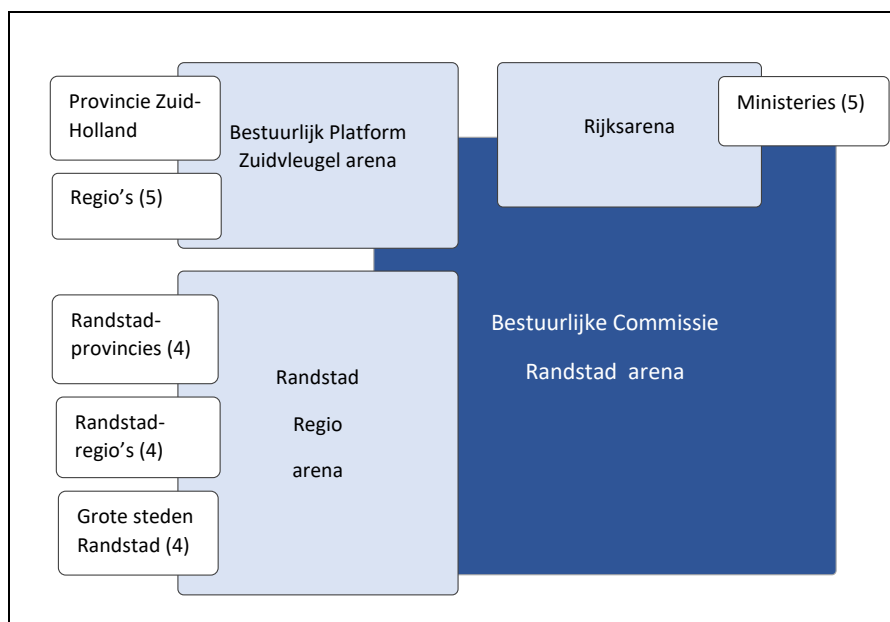 Provincie Zuid-
Holland
Bestuurlijk Platform
Zuidvleugel arena
Regio's (5)
Rijksarena
Ministeries (5)
Randstad-
provincies (4)
Randstad-
regio's (4)
Grote steden
Randstad (4)
Randstad
Regio
arena
Bestuurlijke Commissie
Randstad arena